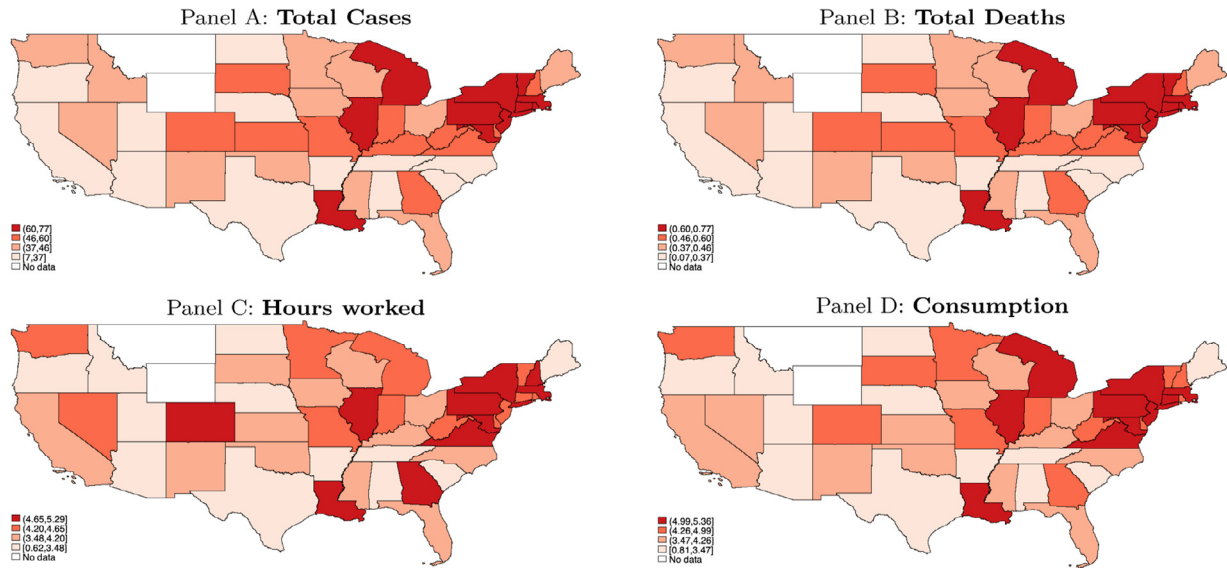 Panel A: Total Cases
(60,77]
(46,60]
(37,46]
[7,37]
No data
Panel B: Total Deaths
(0.60,0.77]
(0.46,0.60]
(0.37,0.46]
[0.07,0.37]
No data
Panel C: Hours worked
(4.65,5.29]
(4.20,4.65]
(3.48,4.20]
[0.62,3.48]
No data
Panel D: Consumption
(4.99,5.36]
(4.26,4.99]
(3.47,4.26]
[0.81,3.47]
No data